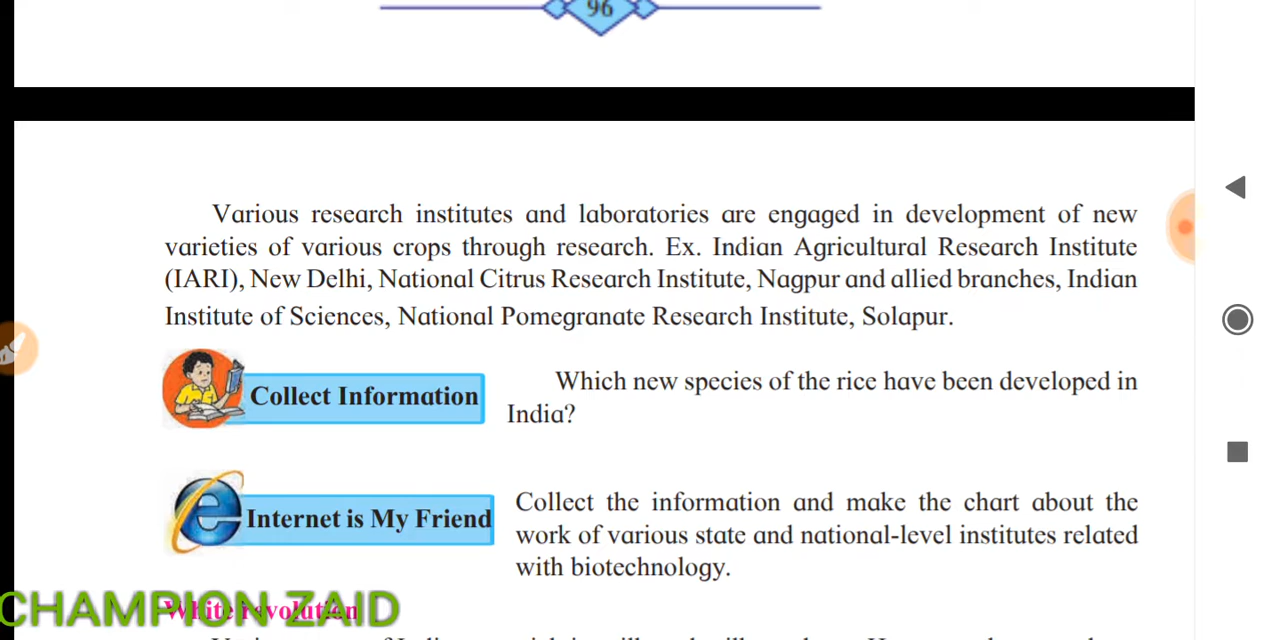 96
Various research institutes and laboratories are engaged in development of new
varieties of various crops through research. Ex. Indian Agricultural Research Institute
(IARI), New Delhi, National Citrus Research Institute, Nagpur and allied branches, Indian
Institute of Sciences, National Pomegranate Research Institute, Solapur.
Collect Information
Which new species of the rice have been developed in
India?
Internet is My Friend
Collect the information and make the chart about the
work of various state and national-level institutes related
with biotechnology.
CHAMPION ZAID
White revolution